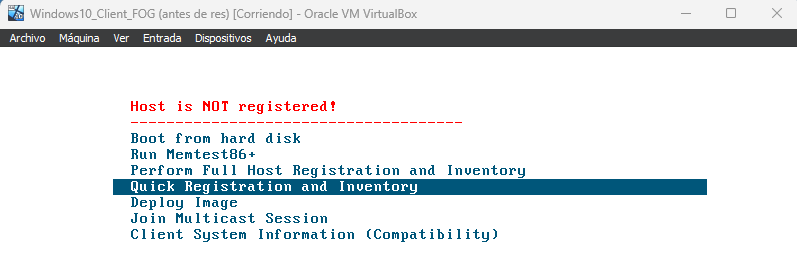 Windows10_Client_FOG (antes de res) [Corriendo] - Oracle VM VirtualBox
Archivo Máquina Ver Entrada Dispositivos Ayuda
Host is NOT registered!
-------------------------------------
Boot from hard disk
Run Memtest86+
Perform Full Host Registration and Inventory
Quick Registration and Inventory
Deploy Image
Join Multicast Session
Client System Information (Compatibility)